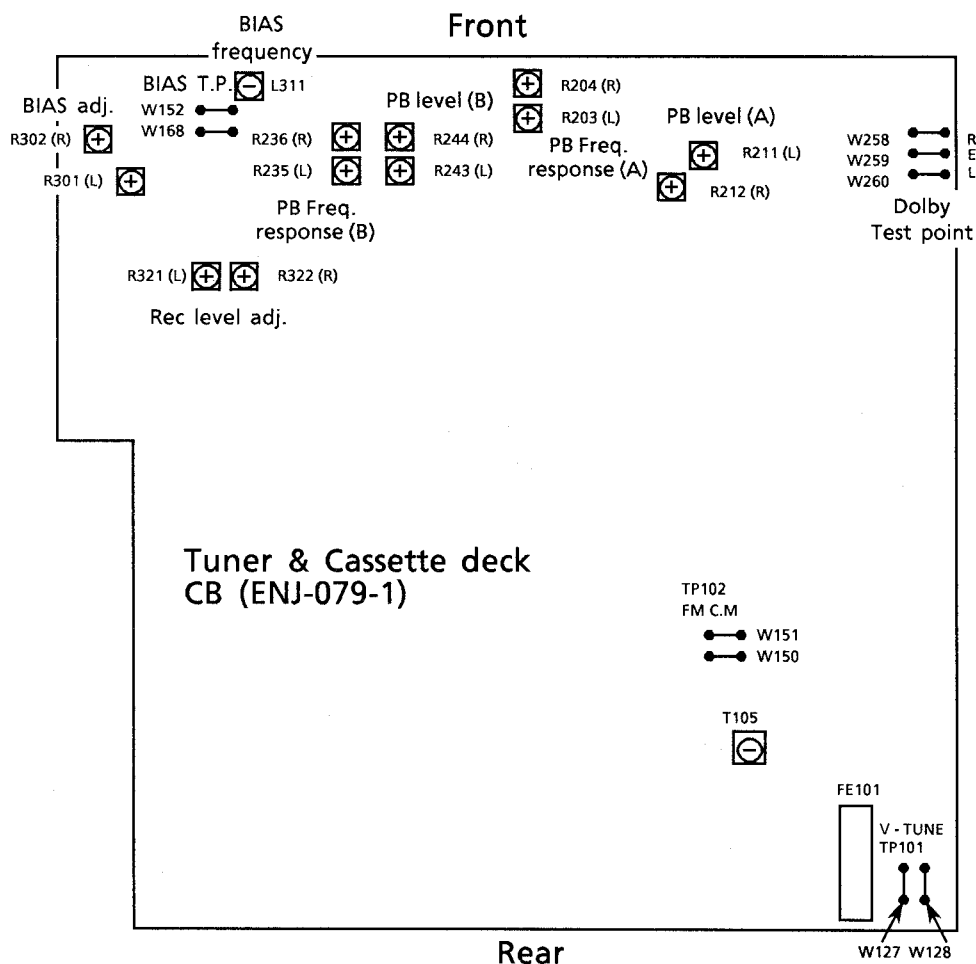 BIAS
frequency
Front
BIAS T.P.
L311
R204 (R)
BIAS adj.
W152
PB level (B)
R302 (R)
W168
R236 (R)
R244 (R)
R203 (L)
PB level (A)
W258
R
PB Freq.
response (A)
R211 (L)
W259
E
R301 (L)
R235 (L)
R243 (L)
R212 (R)
W260
L
PB Freq.
response (B)
Dolby
Test point
R321 (L)
R322 (R)
Rec level adj.
Tuner & Cassette deck
CB (ENJ-079-1)
TP102
FM C.M
W151
W150
T105
FE101
V - TUNE
TP101
Rear
W127
W128